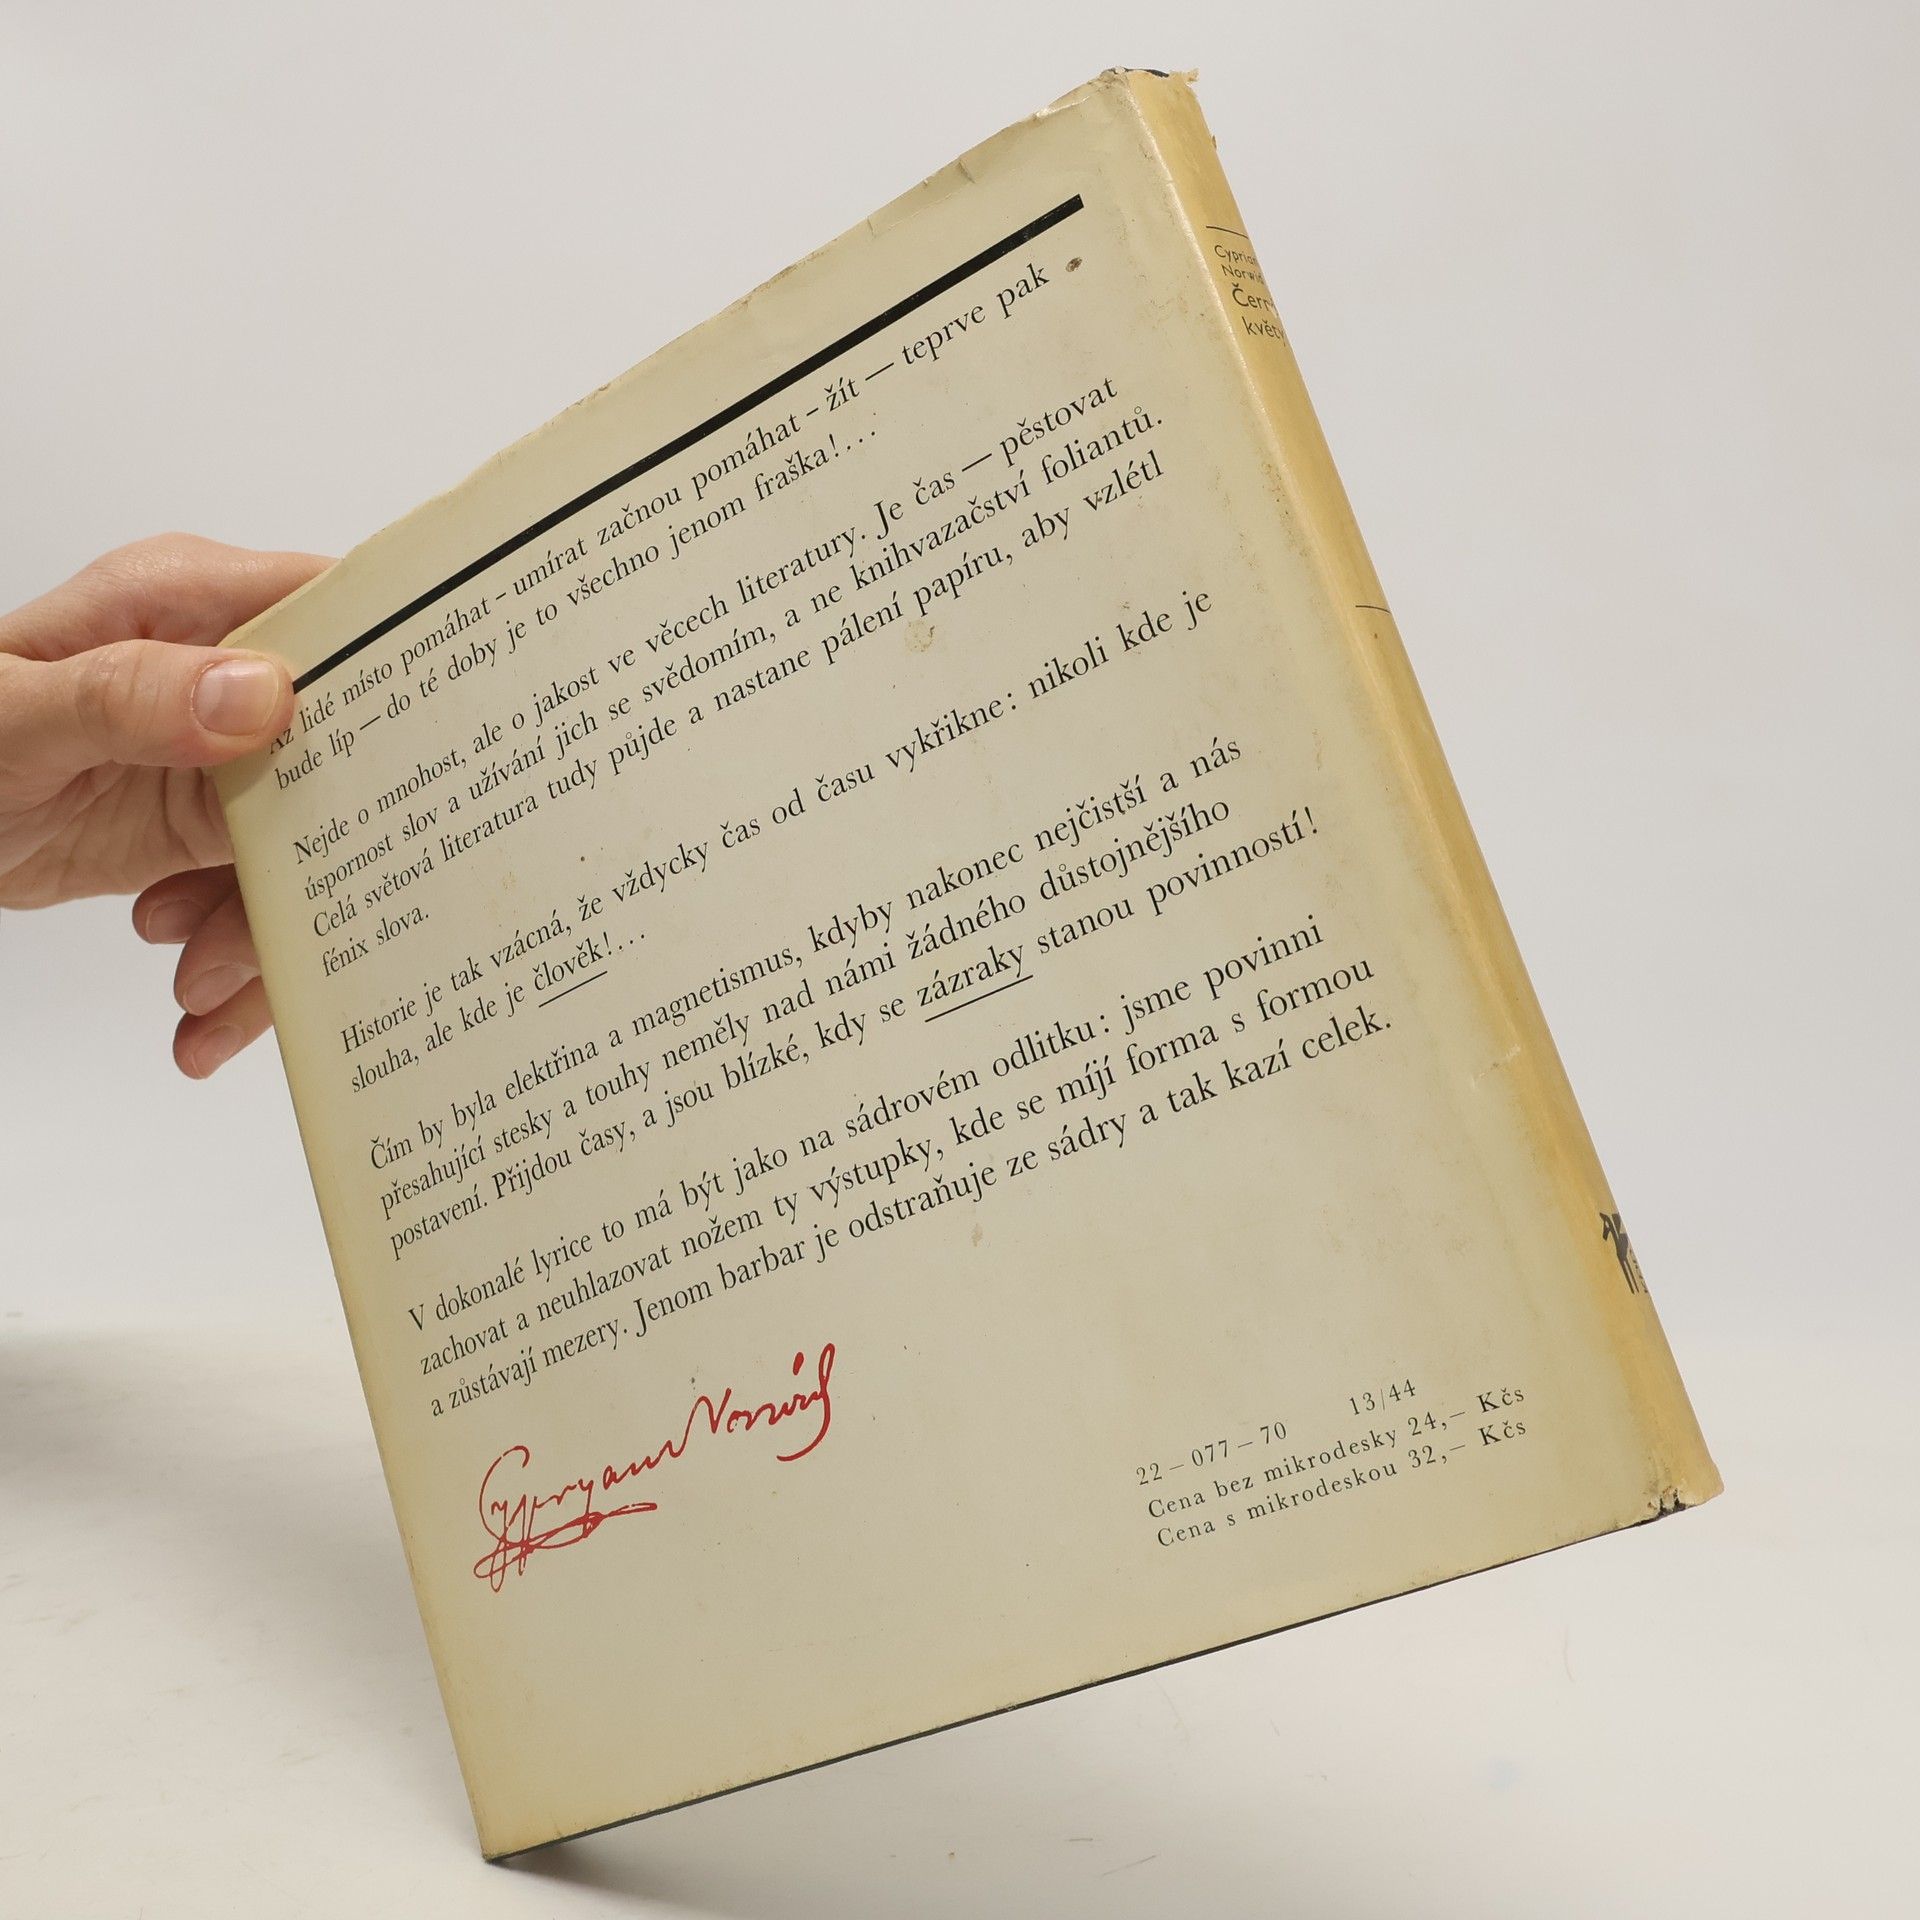 Až lidé místo pomáhat – umírat začnou pomáhat – žít — teprve pak
bude líp — do té doby je to všechno jenom fraška!...
Nejde o mnohost, ale o jakost ve věcech literatury. Je čas — pěstovat
úspornost slov a užívání jich se svědomím, a ne knihvazačství foliantů.
Celá světová literatura tudy půjde a nastane pálení papíru, aby vzlétl
fénix slova.
Historie je tak vzácná, že vždycky čas od času vykřikne: nikoli kde je
slouha, ale kde je člověk!...
Čím by byla elektřina a magnetismus, kdyby nakonec nejčistší a nás
přesahující stesky a touhy neměly nad námi žádného důstojnějšího
postavení. Přijdou časy, a jsou blízké, kdy se zázraky stanou povinností!
V dokonalé lyrice to má být jako na sádrovém odlitku: jsme povinni
zachovat a neuhlazovat nožem ty výstupky, kde se míjí forma s formou
a zůstávají mezery. Jenom barbar je odstraňuje ze sádry a tak kazí celek.
Cypryan Norwid
22 – 077 – 70 13/44
Cena bez mikrodesky 24,– Kčs
Cena s mikrodeskou 32,– Kčs
Cyprian
Norwid
Černé
květy